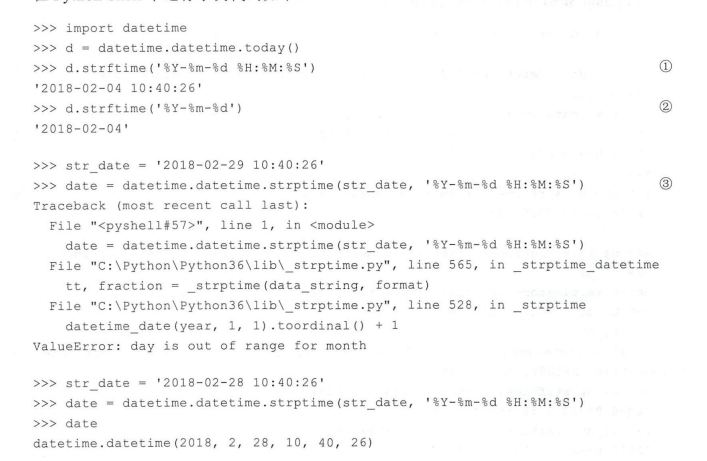 >>> import datetime
>>> d = datetime.datetime.today()
>>> d.strftime('%Y-%m-%d %H:%M:%S') ①
'2018-02-04 10:40:26'
>>> d.strftime('%Y-%m-%d') ②
'2018-02-04'
>>> str_date = '2018-02-29 10:40:26'
>>> date = datetime.datetime.strptime(str_date, '%Y-%m-%d %H:%M:%S') ③
Traceback (most recent call last):
  File "<pyshell#57>", line 1, in <module>
    date = datetime.datetime.strptime(str_date, '%Y-%m-%d %H:%M:%S')
  File "C:\Python\Python36\lib\_strptime.py", line 565, in _strptime_datetime
    tt, fraction = _strptime(data_string, format)
  File "C:\Python\Python36\lib\_strptime.py", line 528, in _strptime
    datetime_date(year, 1, 1).toordinal() + 1
ValueError: day is out of range for month
>>> str_date = '2018-02-28 10:40:26'
>>> date = datetime.datetime.strptime(str_date, '%Y-%m-%d %H:%M:%S')
>>> date
datetime.datetime(2018, 2, 28, 10, 40, 26)